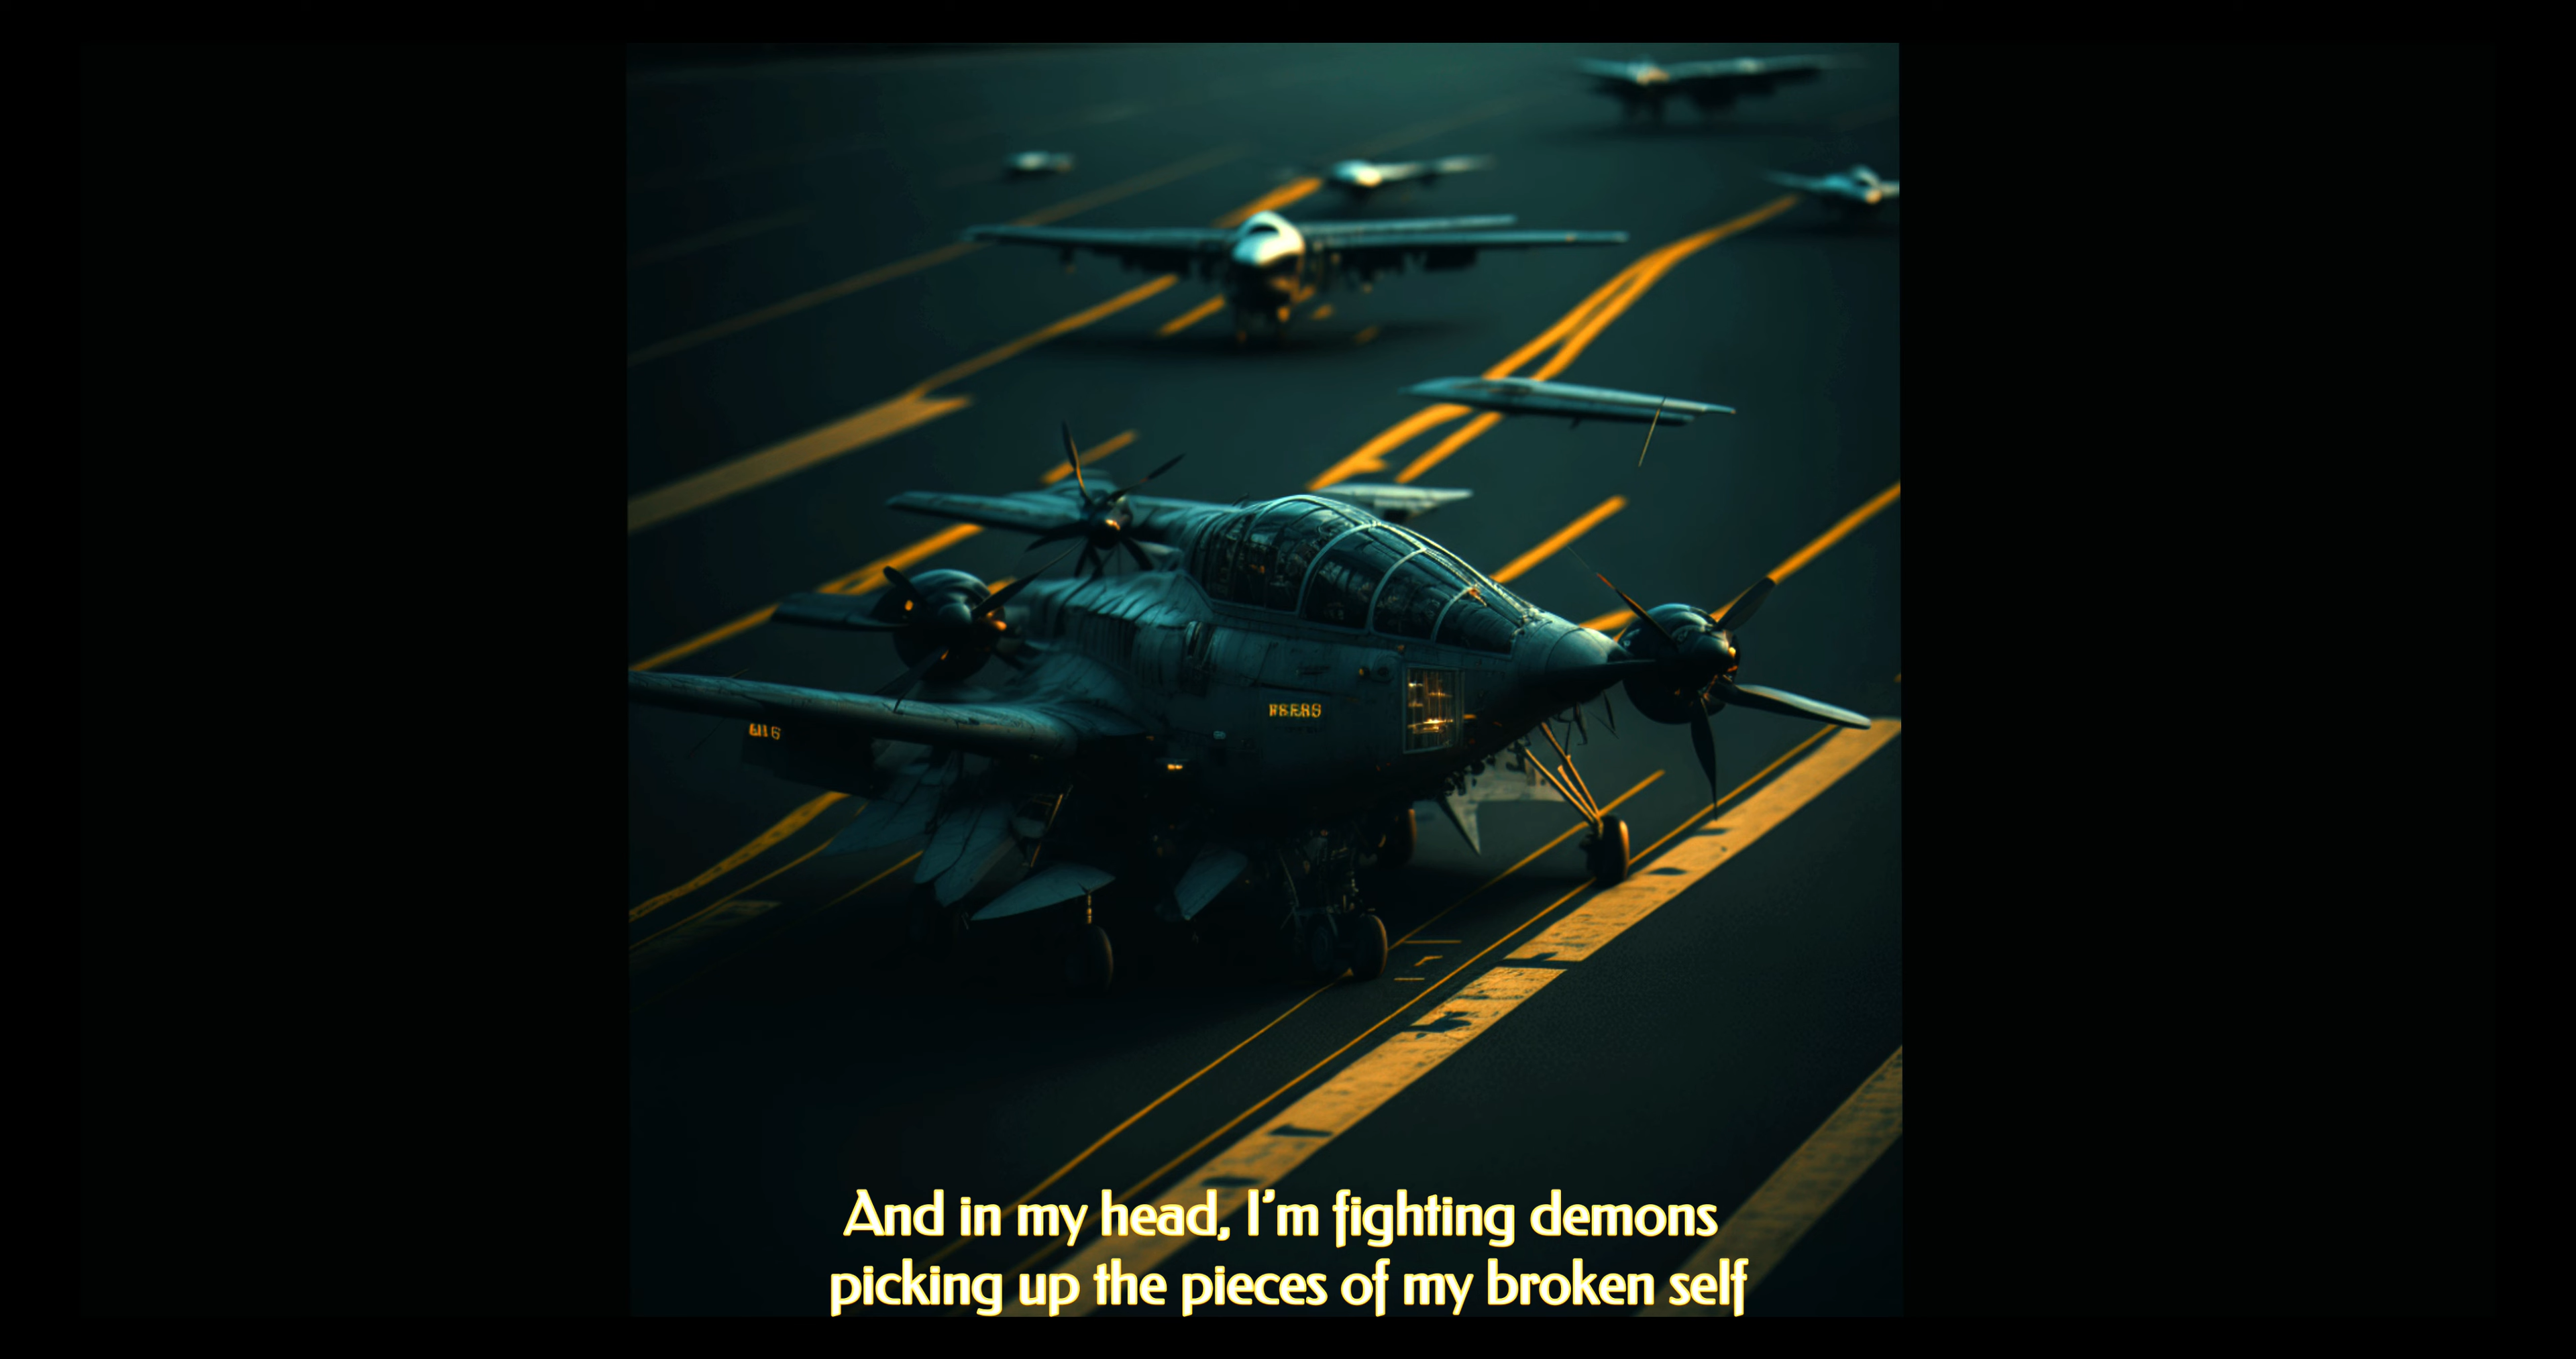 And in my head, I'm fighting demons
picking up the pieces of my broken self